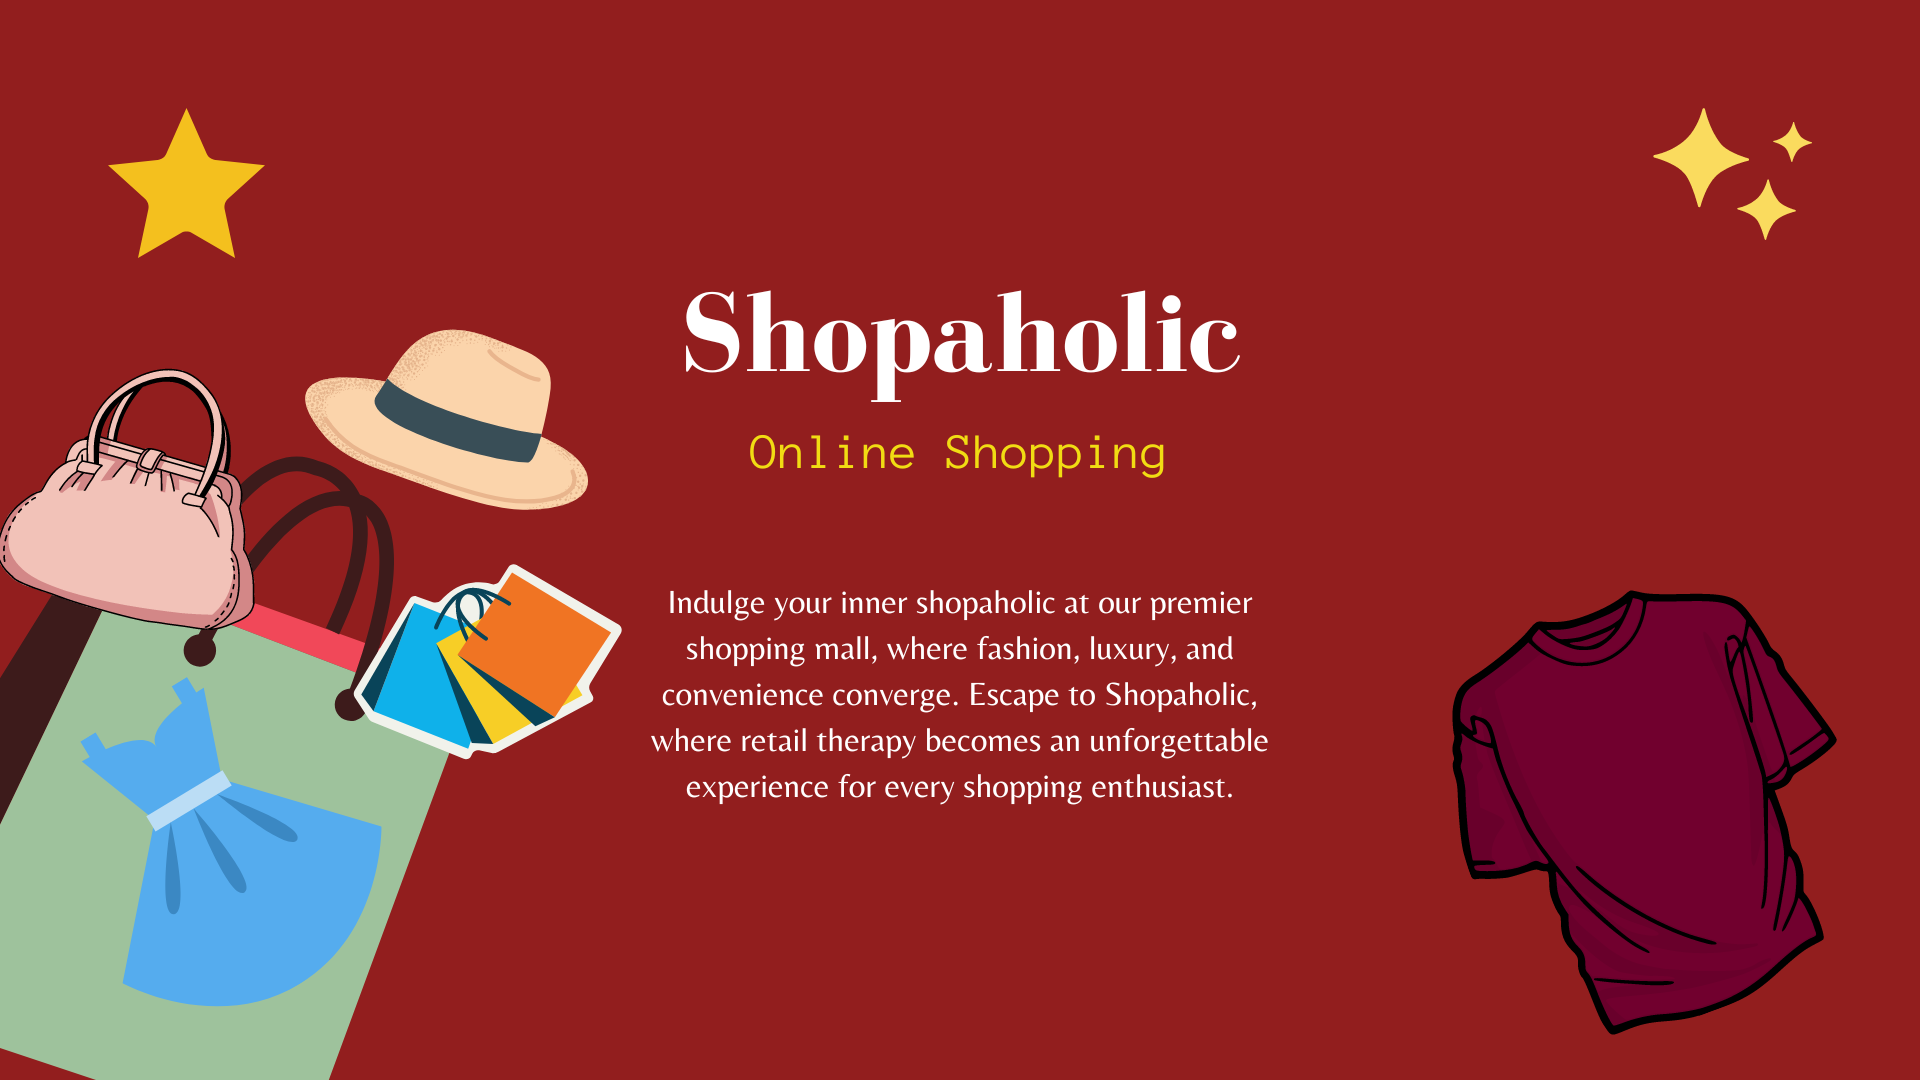 Shopaholic
Online Shopping
Indulge your inner shopaholic at our premier
shopping mall, where fashion, luxury, and
convenience converge. Escape to Shopaholic,
where retail therapy becomes an unforgettable
experience for every shopping enthusiast.